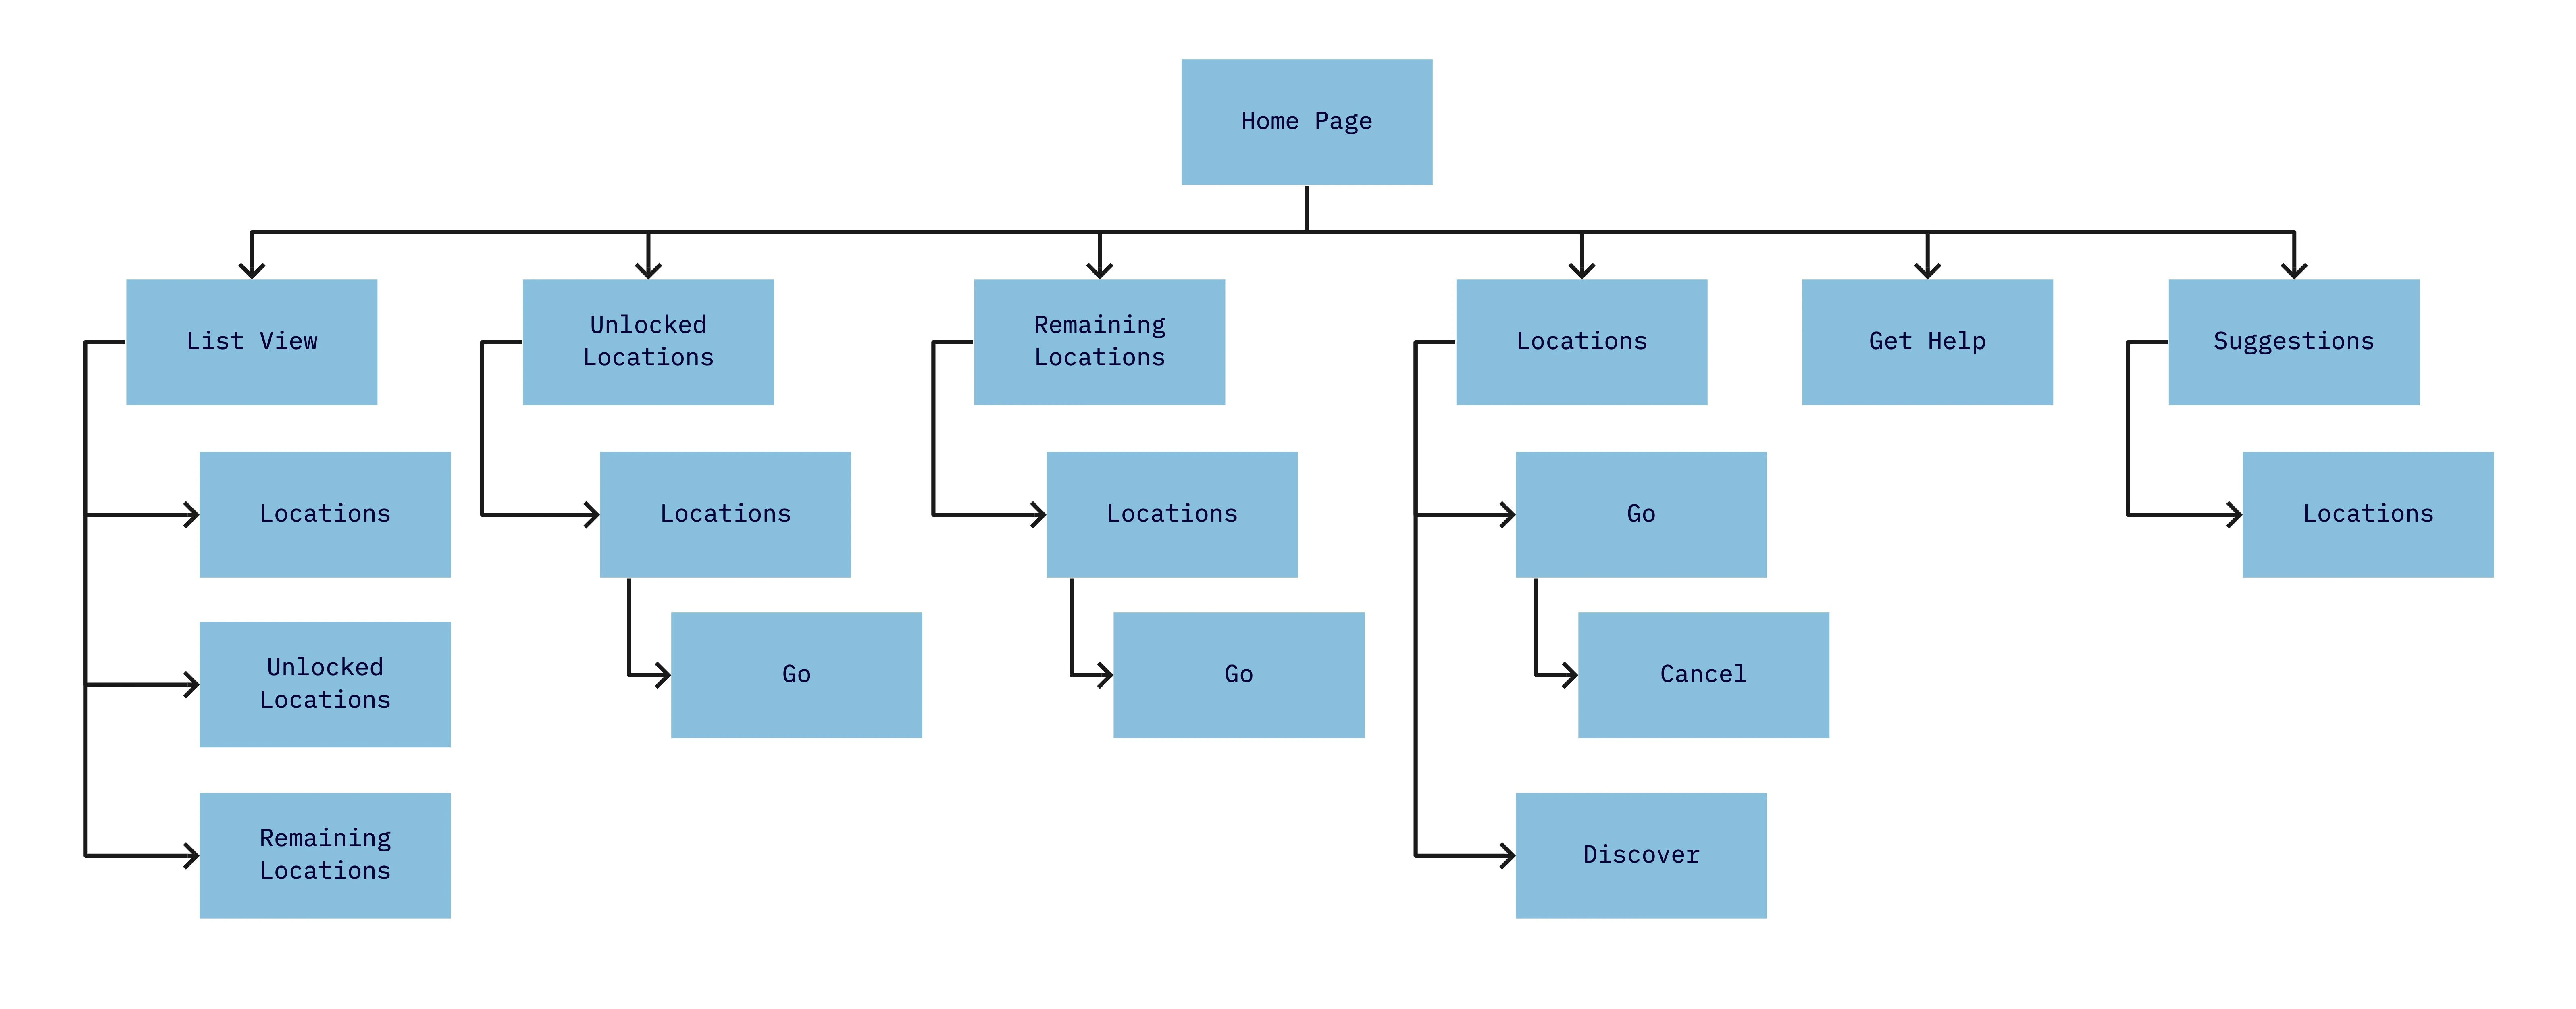 Home Page
List View
Unlocked
Locations
Remaining
Locations
Locations
Get Help
Suggestions
Locations
Locations
Locations
Go
Locations
Unlocked
Locations
Go
Go
Cancel
Remaining
Locations
Discover